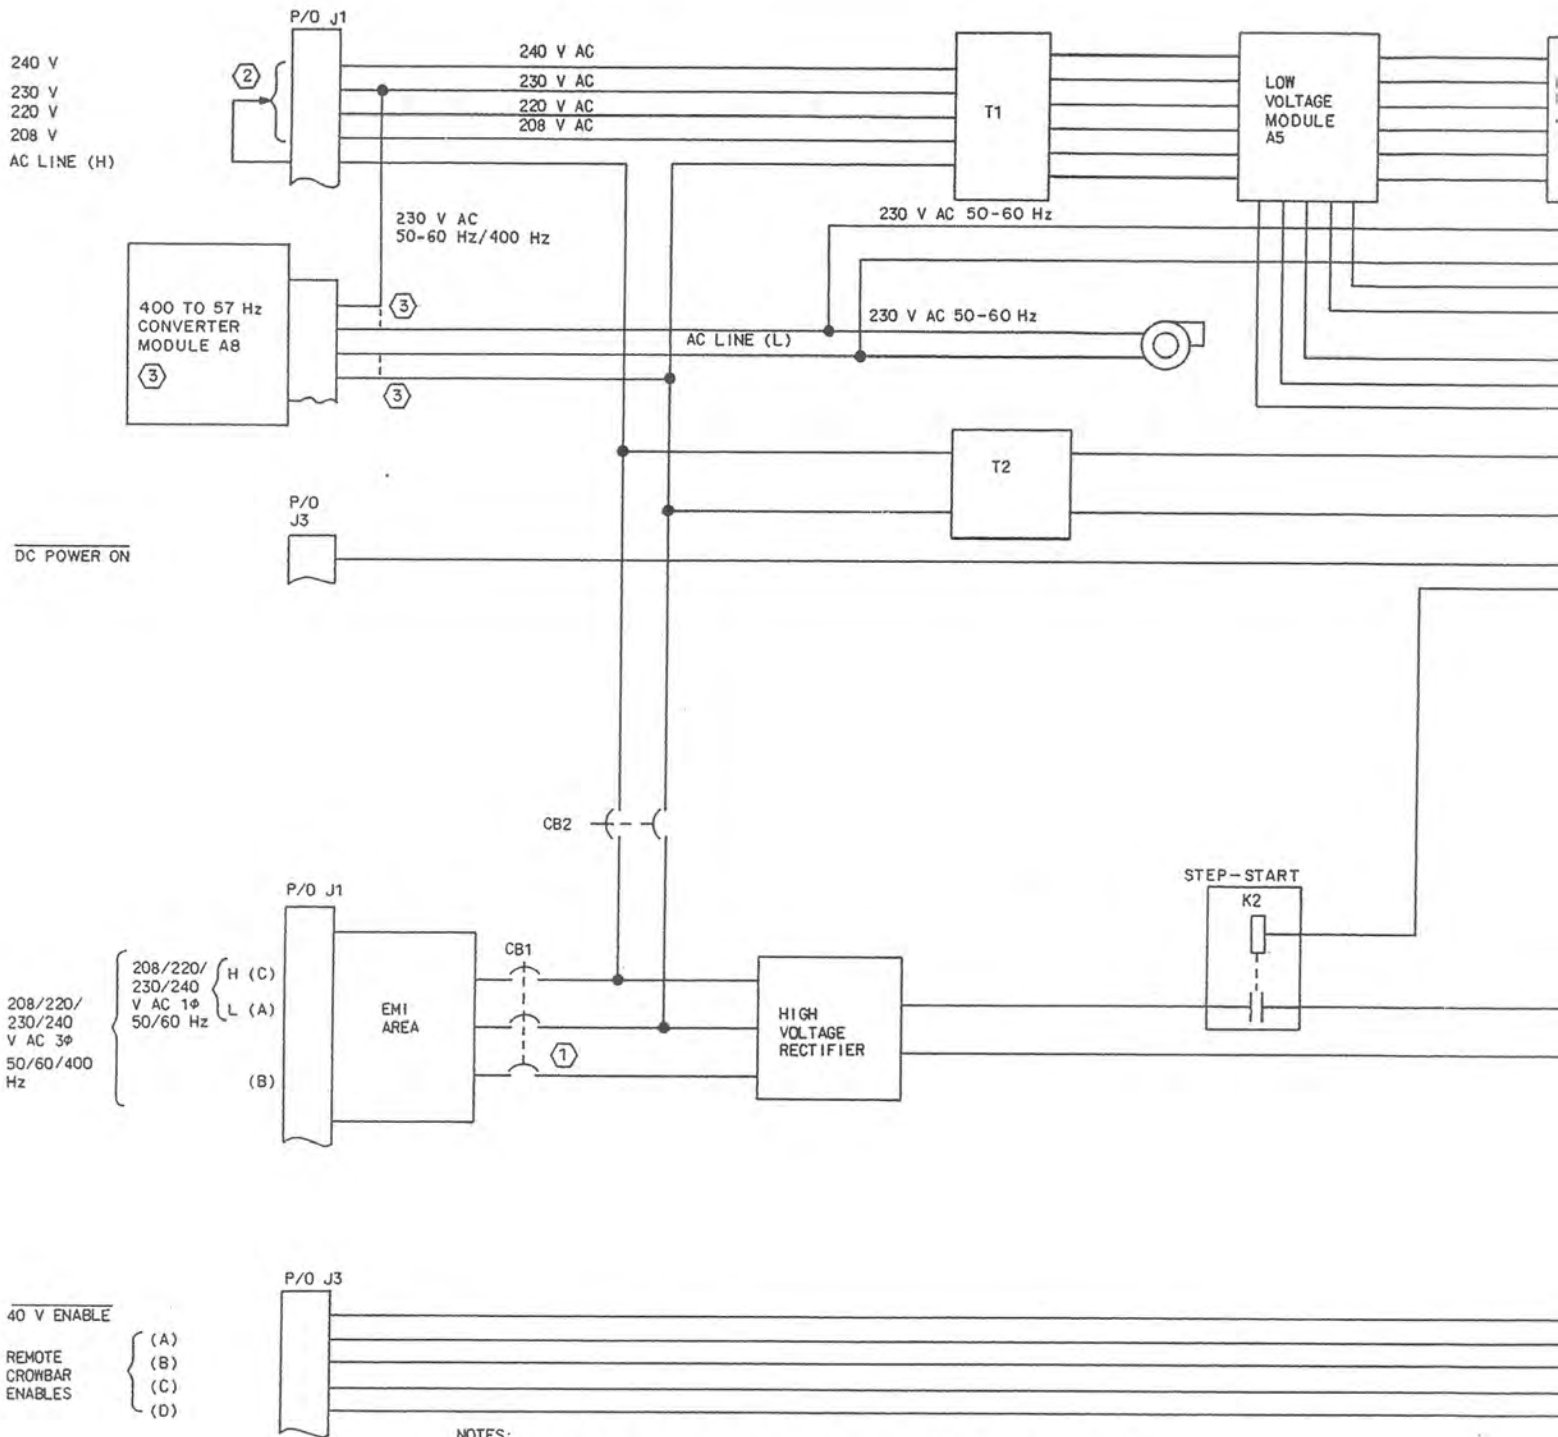 P/O J1
240 V
230 V
220 V
208 V
AC LINE (H)
2
240 V AC
230 V AC
220 V AC
208 V AC
T1
LOW
VOLTAGE
MODULE
A5
230 V AC
50-60 Hz/400 Hz
230 V AC 50-60 Hz
400 TO 57 Hz
CONVERTER
MODULE A8
3
3
3
AC LINE (L)
230 V AC 50-60 Hz
T2
P/O
J3
DC POWER ON
CB2
STEP-START
K2
P/O J1
208/220/
230/240
V AC 3φ
50/60/400
Hz
208/220/
230/240
V AC 1φ
50/60 Hz
H (C)
L (A)
(B)
EMI
AREA
CB1
1
HIGH
VOLTAGE
RECTIFIER
P/O J3
40 V ENABLE
REMOTE
CROWBAR
ENABLES
(A)
(B)
(C)
(D)
NOTES: